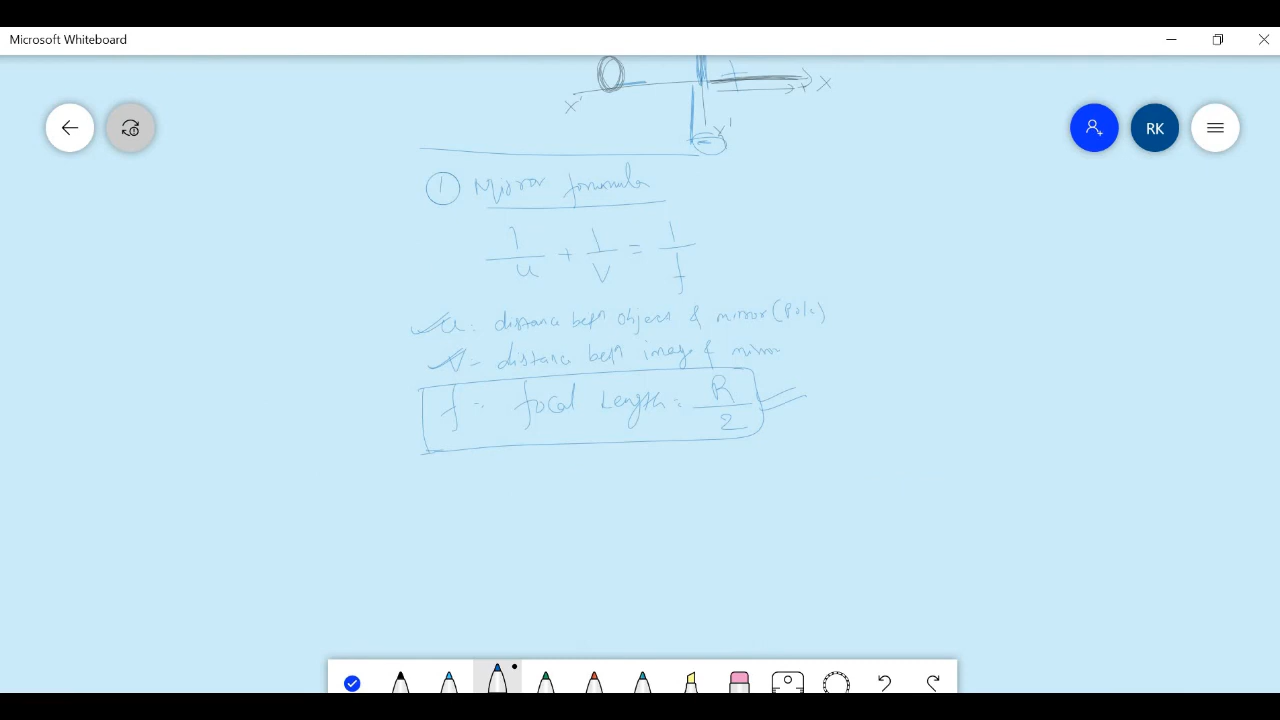 Microsoft Whiteboard
x' + X
x'
-
RK
① Mirror formula
1/u + 1/v = 1/f
u: distance betn object & mirror (Pole)
v - distance betn image & mirror
f = focal Length = R/2